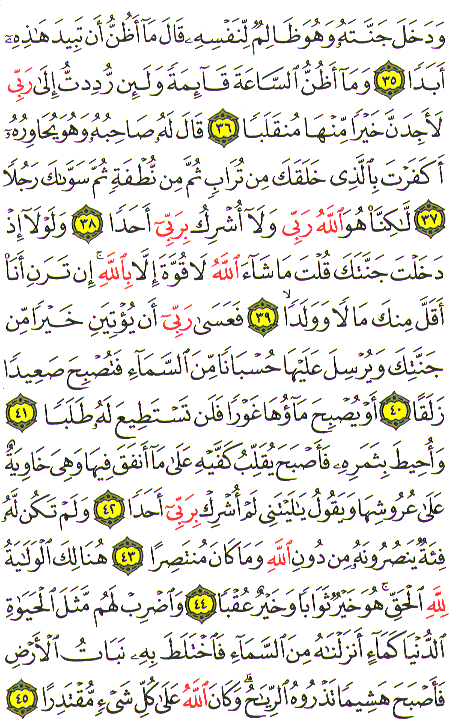 وَدَخَلَ جَنَّتَهُۥ وَهُوَ ظَالِمٌ لِّنَفْسِهِۦ قَالَ مَآ أَظُنُّ أَن تَبِيدَ هَٰذِهِۦٓ
أَبَدًا ٣٥ وَمَآ أَظُنُّ ٱلسَّاعَةَ قَآئِمَةً وَلَئِن رُّدِدتُّ إِلَىٰ رَبِّى
لَأَجِدَنَّ خَيْرًا مِّنْهَا مُنقَلَبًا ٣٦ قَالَ لَهُۥ صَاحِبُهُۥ وَهُوَ يُحَاوِرُهُۥٓ
أَكَفَرْتَ بِٱلَّذِى خَلَقَكَ مِن تُرَابٍ ثُمَّ مِن نُّطْفَةٍ ثُمَّ سَوَّىٰكَ رَجُلًا
٣٧ لَّٰكِنَّا۠ هُوَ ٱللَّهُ رَبِّى وَلَآ أُشْرِكُ بِرَبِّىٓ أَحَدًا ٣٨ وَلَوْلَآ إِذْ
دَخَلْتَ جَنَّتَكَ قُلْتَ مَا شَآءَ ٱللَّهُ لَا قُوَّةَ إِلَّا بِٱللَّهِ ۚ إِن تَرَنِ أَنَا۠
أَقَلَّ مِنكَ مَالًا وَوَلَدًا ٣٩ فَعَسَىٰ رَبِّىٓ أَن يُؤْتِيَنِ خَيْرًا مِّن
جَنَّتِكَ وَيُرْسِلَ عَلَيْهَا حُسْبَانًا مِّنَ ٱلسَّمَآءِ فَتُصْبِحَ صَعِيدًا
زَلَقًا ٤٠ أَوْ يُصْبِحَ مَآؤُهَا غَوْرًا فَلَن تَسْتَطِيعَ لَهُۥ طَلَبًا ٤١
وَأُحِيطَ بِثَمَرِهِۦ فَأَصْبَحَ يُقَلِّبُ كَفَّيْهِ عَلَىٰ مَآ أَنفَقَ فِيهَا وَهِىَ خَاوِيَةٌ
عَلَىٰ عُرُوشِهَا وَيَقُولُ يَٰلَيْتَنِى لَمْ أُشْرِكْ بِرَبِّىٓ أَحَدًا ٤٢ وَلَمْ تَكُن لَّهُۥ
فِئَةٌ يَنصُرُونَهُۥ مِن دُونِ ٱللَّهِ وَمَا كَانَ مُنتَصِرًا ٤٣ هُنَالِكَ ٱلْوَلَٰيَةُ
لِلَّهِ ٱلْحَقِّ ۚ هُوَ خَيْرٌ ثَوَابًا وَخَيْرٌ عُقْبًا ٤٤ وَٱضْرِبْ لَهُم مَّثَلَ ٱلْحَيَوٰةِ
ٱلدُّنْيَا كَمَآءٍ أَنزَلْنَٰهُ مِنَ ٱلسَّمَآءِ فَٱخْتَلَطَ بِهِۦ نَبَاتُ ٱلْأَرْضِ
فَأَصْبَحَ هَشِيمًا تَذْرُوهُ ٱلرِّيَٰحُ ۗ وَكَانَ ٱللَّهُ عَلَىٰ كُلِّ شَىْءٍ مُّقْتَدِرًا ٤٥